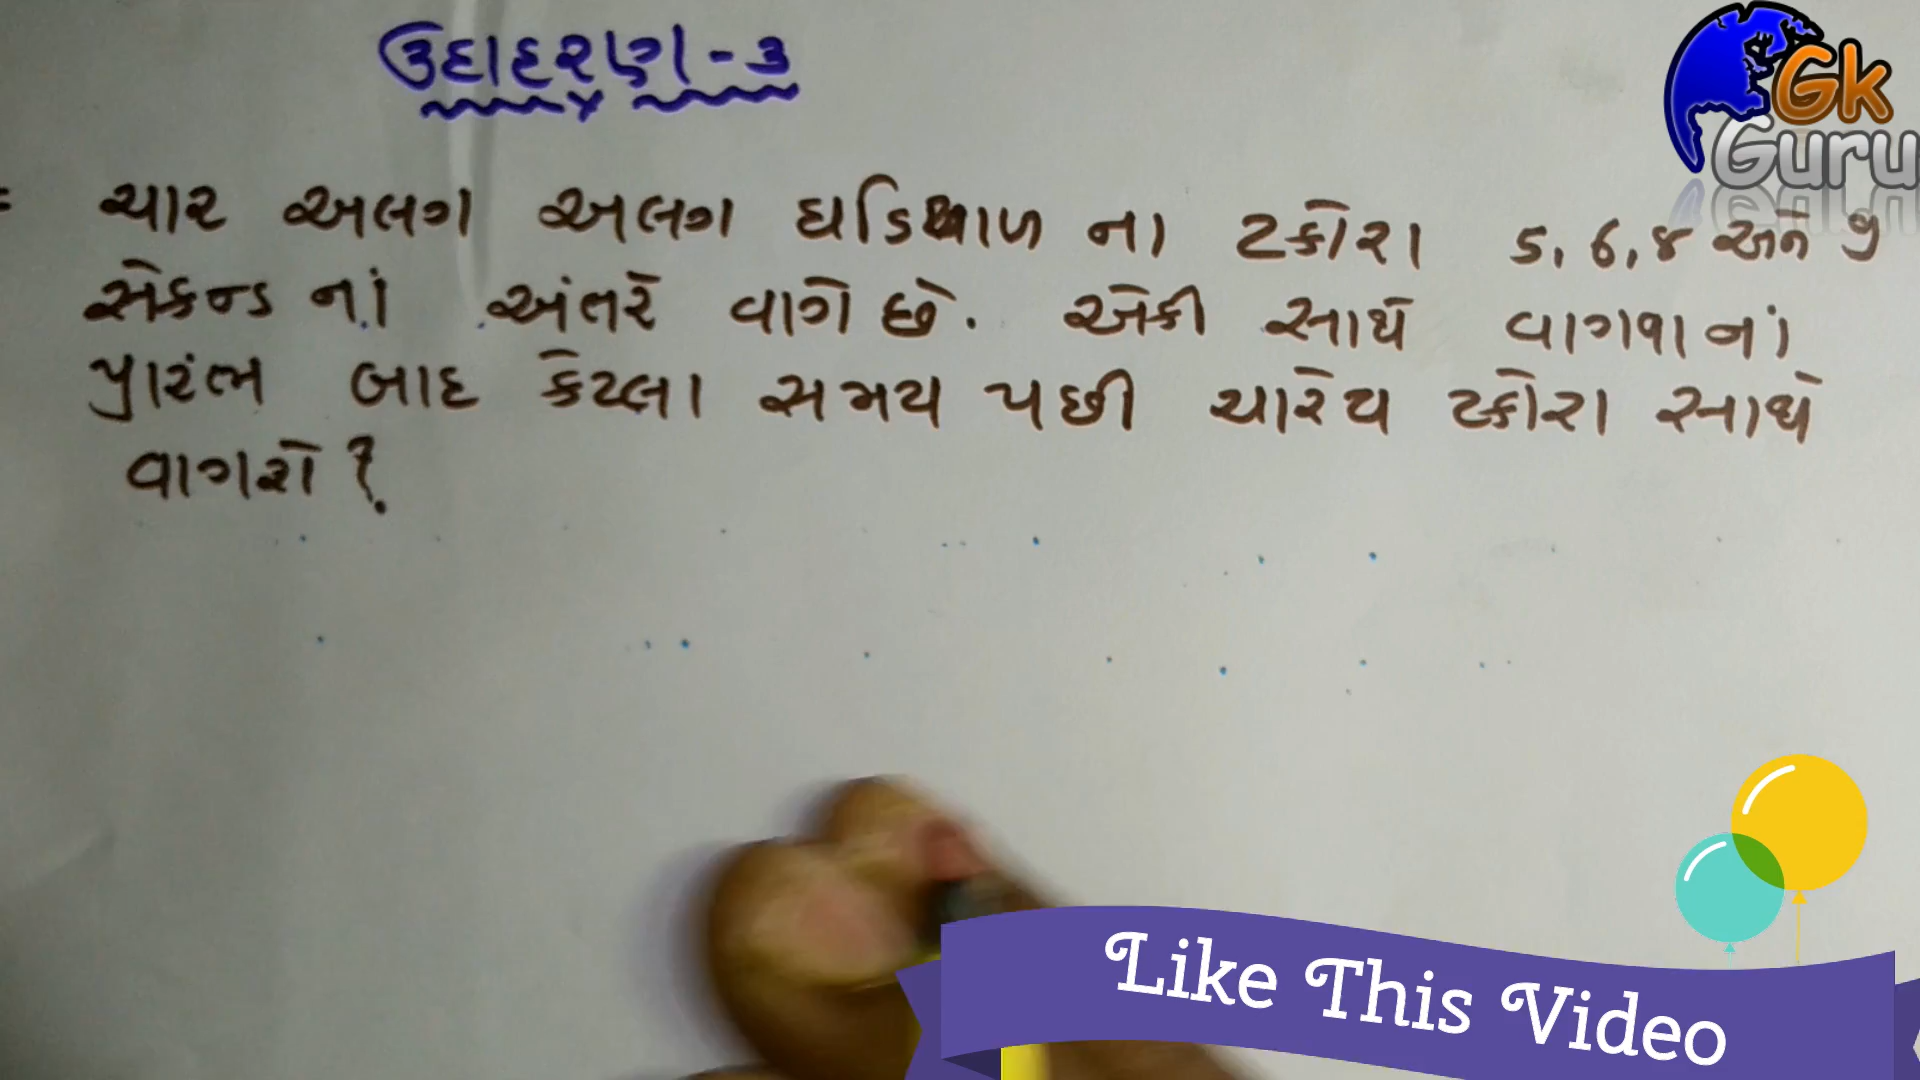 ઉદાહરણ - ૩
ચાર અલગ અલગ ઘડિયાળ ના ટકોરા 5, 6, 8 અને 9
સેકન્ડ નાં અંતરે વાગે છે. એકી સાથે વાગવા નાં
પ્રારંભ બાદ કેટલા સમય પછી ચારેય ટકોરા સાથે
વાગશે ?
Gk
Guru
Like This Video